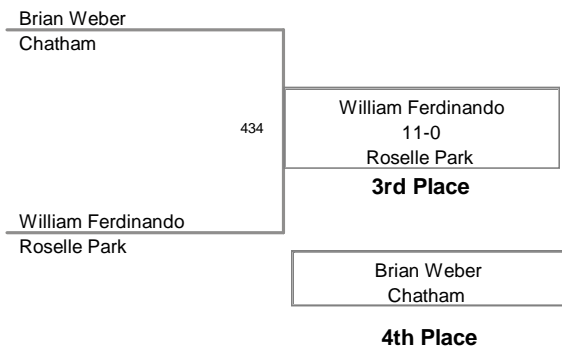 Brian Weber
Chatham
434
William Ferdinando
11-0
Roselle Park
3rd Place
William Ferdinando
Roselle Park
Brian Weber
Chatham
4th Place